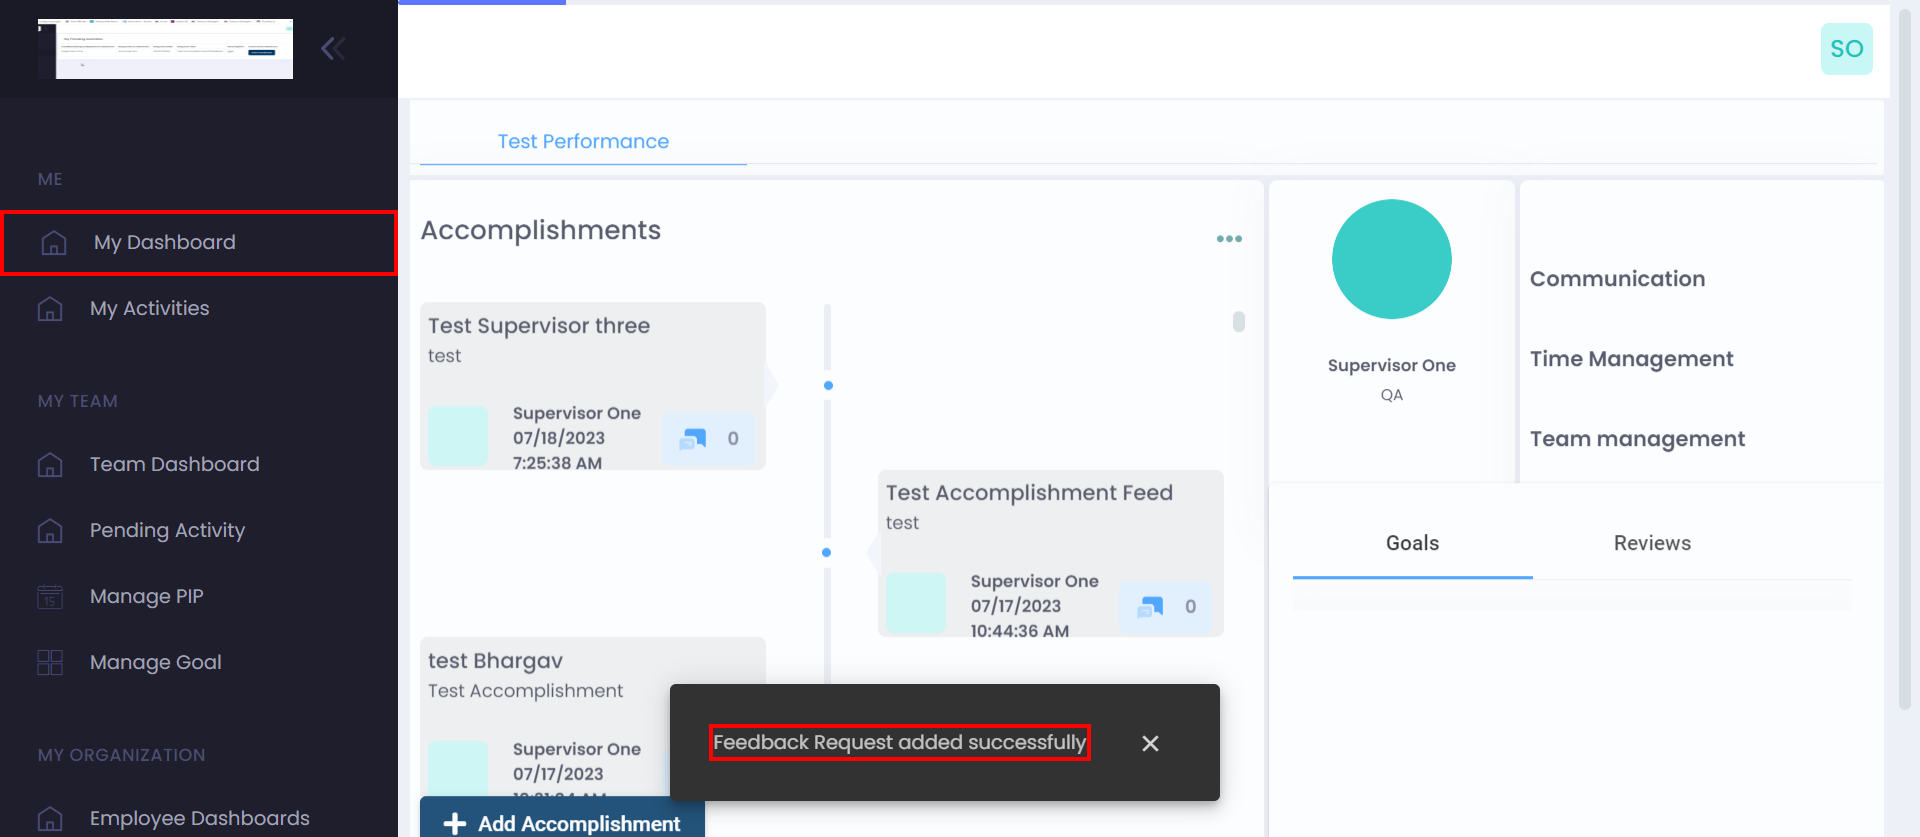 SO
ME
My Dashboard
My Activities
MY TEAM
Team Dashboard
Pending Activity
15
Manage PIP
Manage Goal
MY ORGANIZATION
Employee Dashboards
Test Performance
Accomplishments
Test Supervisor three
test
Supervisor One
07/18/2023
7:25:38 AM
0
Test Accomplishment Feed
test
Supervisor One
07/17/2023
10:44:36 AM
0
test Bhargav
Test Accomplishment
Supervisor One
07/17/2023
Add Accomplishment
Feedback Request added successfully
Supervisor One
QA
Communication
Time Management
Team management
Goals
Reviews